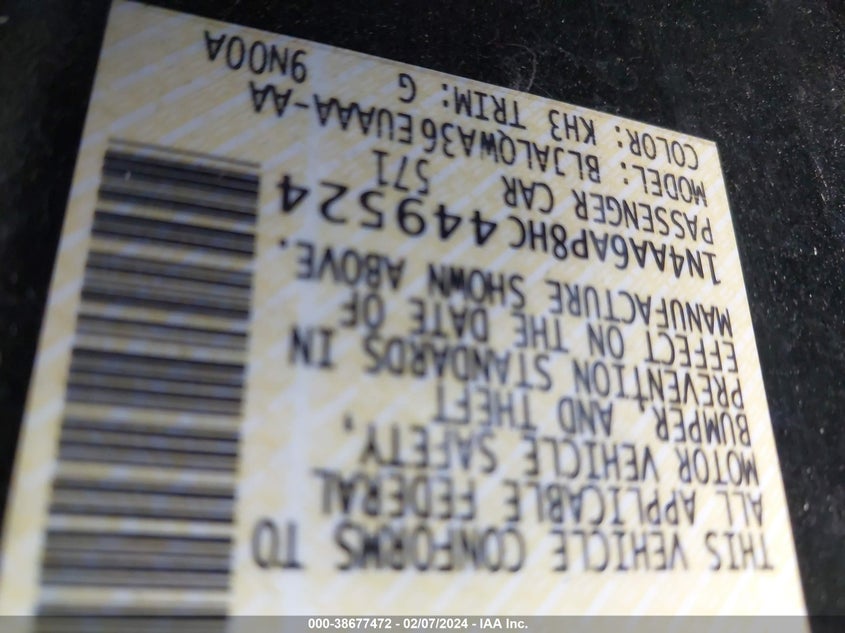 THIS VEHICLE CONFORMS TO
ALL APPLICABLE FEDERAL
MOTOR VEHICLE SAFETY,
BUMPER, AND THEFT
PREVENTION STANDARDS IN
EFFECT ON THE DATE OF
MANUFACTURE SHOWN ABOVE.
1N4AA6AP8HC449524
PASSENGER CAR 571
MODEL: BLJALQWA36EUAAA-AA
COLOR: KH3 TRIM: G 9N00A
000-38677472 - 02/07/2024 - IAA Inc.